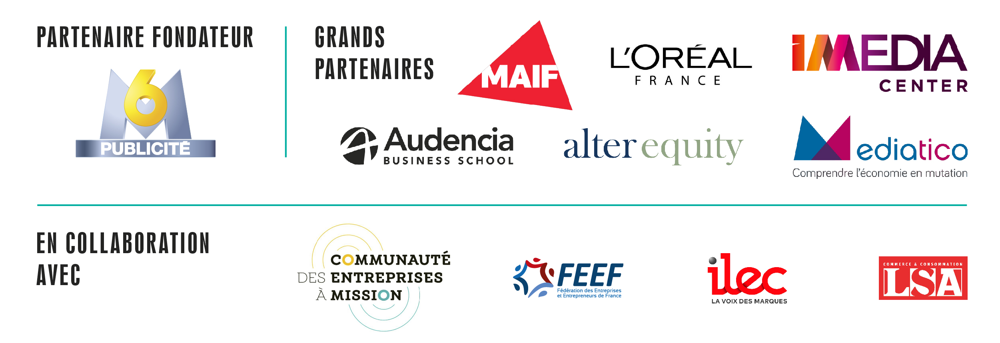 PARTENAIRE FONDATEUR
M6
PUBLICITÉ
GRANDS
PARTENAIRES
MAIF
L'ORÉAL
FRANCE
iMEDIA
CENTER
Audencia
BUSINESS SCHOOL
alter equity
Mediatico
Comprendre l'économie en mutation
EN COLLABORATION
AVEC
COMMUNAUTÉ
DES ENTREPRISES
À MISSION
FEEF
Fédération des Entreprises
et Entrepreneurs de France
ilec
LA VOIX DES MARQUES
COMMERCE & CONSOMMATION
LSA